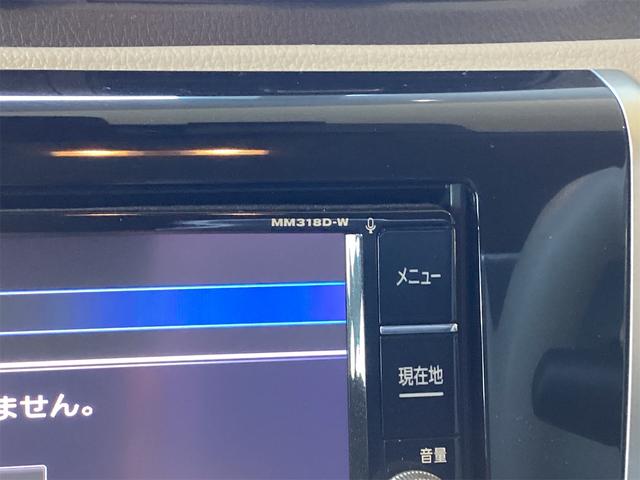 MM318D-W
メニュー
現在地
ません。
音量